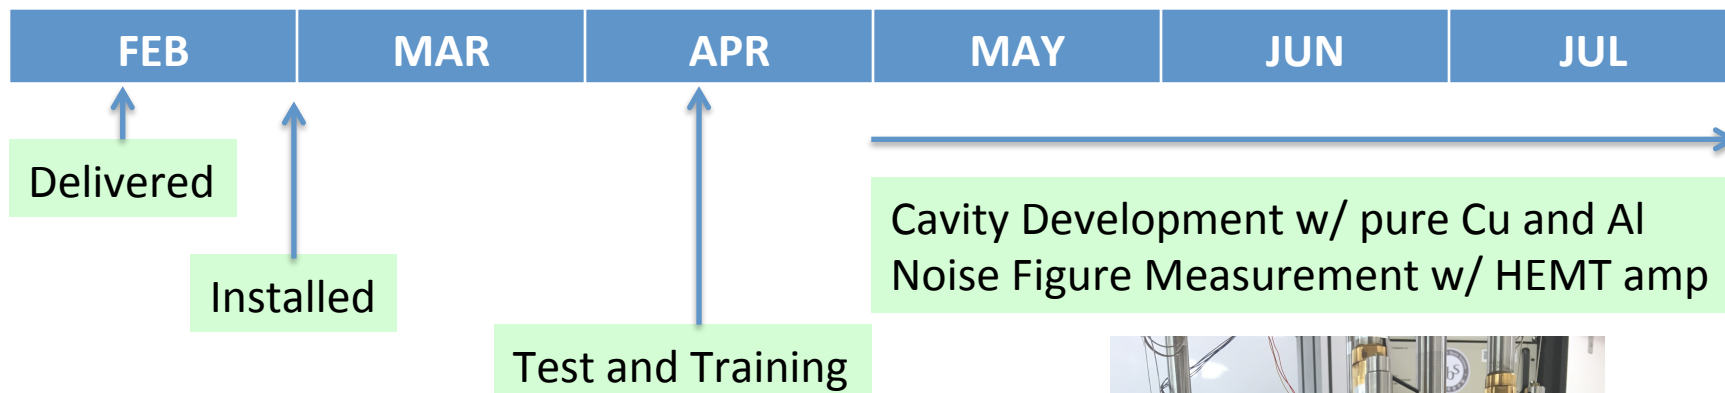 FEB MAR APR MAY JUN JUL
Delivered
Installed
Test and Training
Cavity Development w/ pure Cu and Al
Noise Figure Measurement w/ HEMT amp